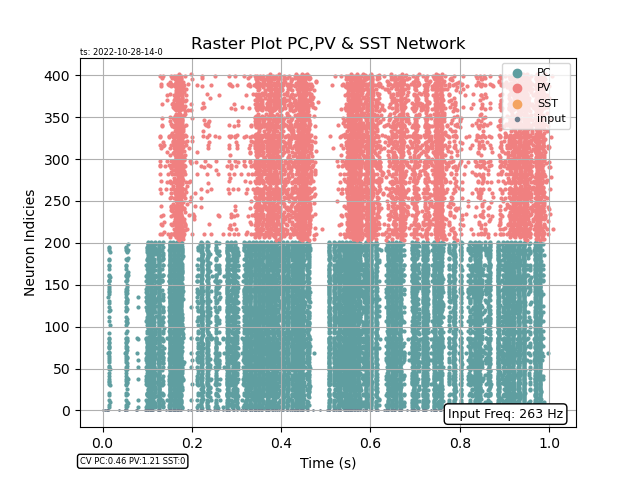 Raster Plot PC,PV & SST Network
ts: 2022-10-28-14-0
PC
PV
SST
input
400
350
300
250
200
150
100
50
0
Neuron Indicies
Input Freq: 263 Hz
0.0 0.2 0.4 0.6 0.8 1.0
Time (s)
CV PC:0.46 PV:1.21 SST:0